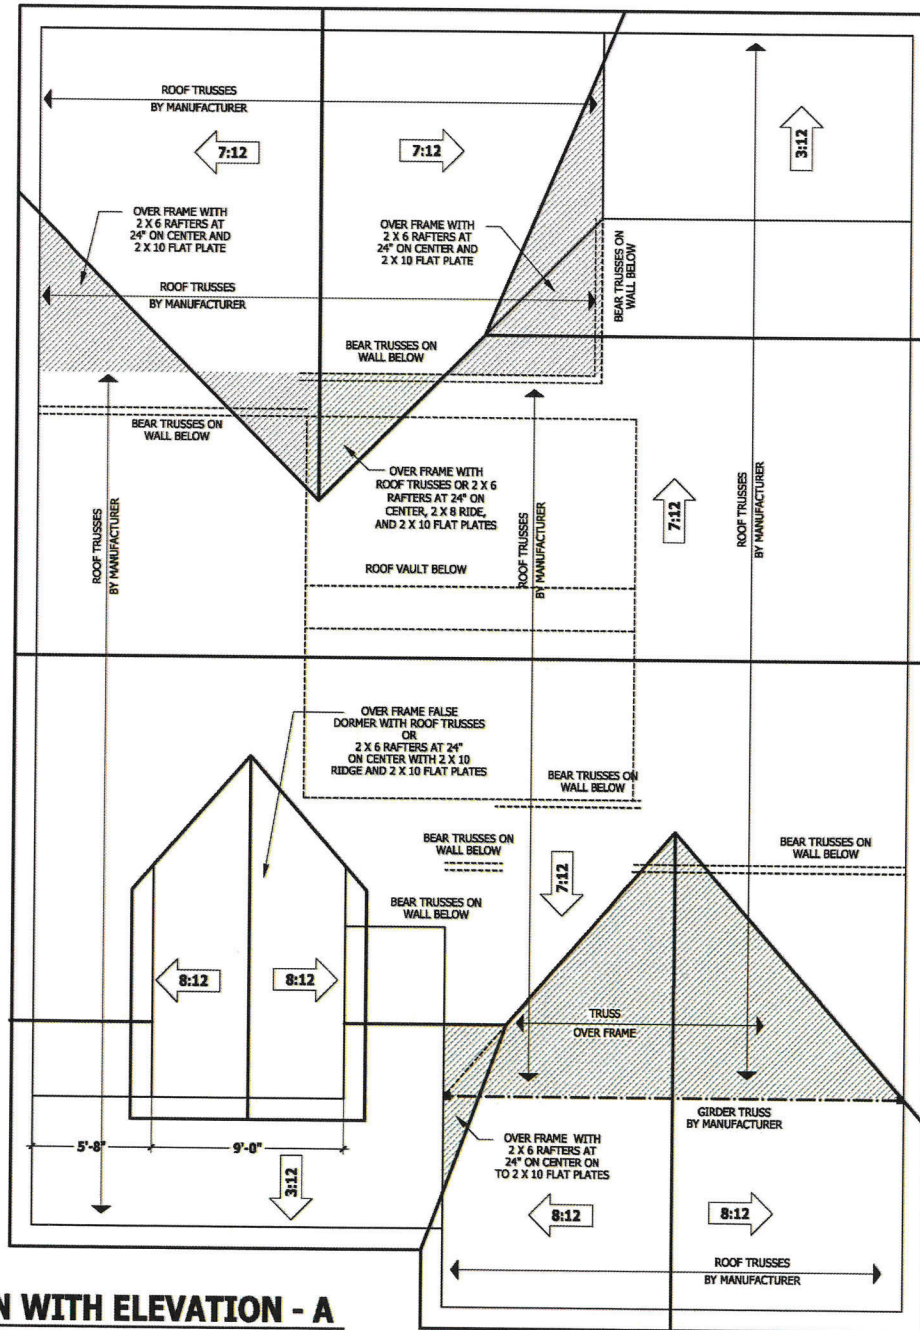 ROOF TRUSSES
BY MANUFACTURER
7:12
7:12
3:12
OVER FRAME WITH
2 X 6 RAFTERS AT
24" ON CENTER AND
2 X 10 FLAT PLATE
OVER FRAME WITH
2 X 6 RAFTERS AT
24" ON CENTER AND
2 X 10 FLAT PLATE
BEAR TRUSSES ON
WALL BELOW
ROOF TRUSSES
BY MANUFACTURER
BEAR TRUSSES ON
WALL BELOW
BEAR TRUSSES ON
WALL BELOW
OVER FRAME WITH
ROOF TRUSSES OR 2 X 6
RAFTERS AT 24" ON
CENTER, 2 X 8 RIDE,
AND 2 X 10 FLAT PLATES
ROOF TRUSSES
BY MANUFACTURER
ROOF TRUSSES
BY MANUFACTURER
7:12
ROOF TRUSSES
BY MANUFACTURER
ROOF VAULT BELOW
OVER FRAME FALSE
DORMER WITH ROOF TRUSSES
OR
2 X 6 RAFTERS AT 24"
ON CENTER WITH 2 X 10
RIDGE AND 2 X 10 FLAT PLATES
BEAR TRUSSES ON
WALL BELOW
BEAR TRUSSES ON
WALL BELOW
BEAR TRUSSES ON
WALL BELOW
7:12
BEAR TRUSSES ON
WALL BELOW
8:12
8:12
TRUSS
OVER FRAME
GIRDER TRUSS
BY MANUFACTURER
5'-8"
9'-0"
3:12
OVER FRAME WITH
2 X 6 RAFTERS AT
24" ON CENTER ON
TO 2 X 10 FLAT PLATES
8:12
8:12
ROOF TRUSSES
BY MANUFACTURER
N WITH ELEVATION - A